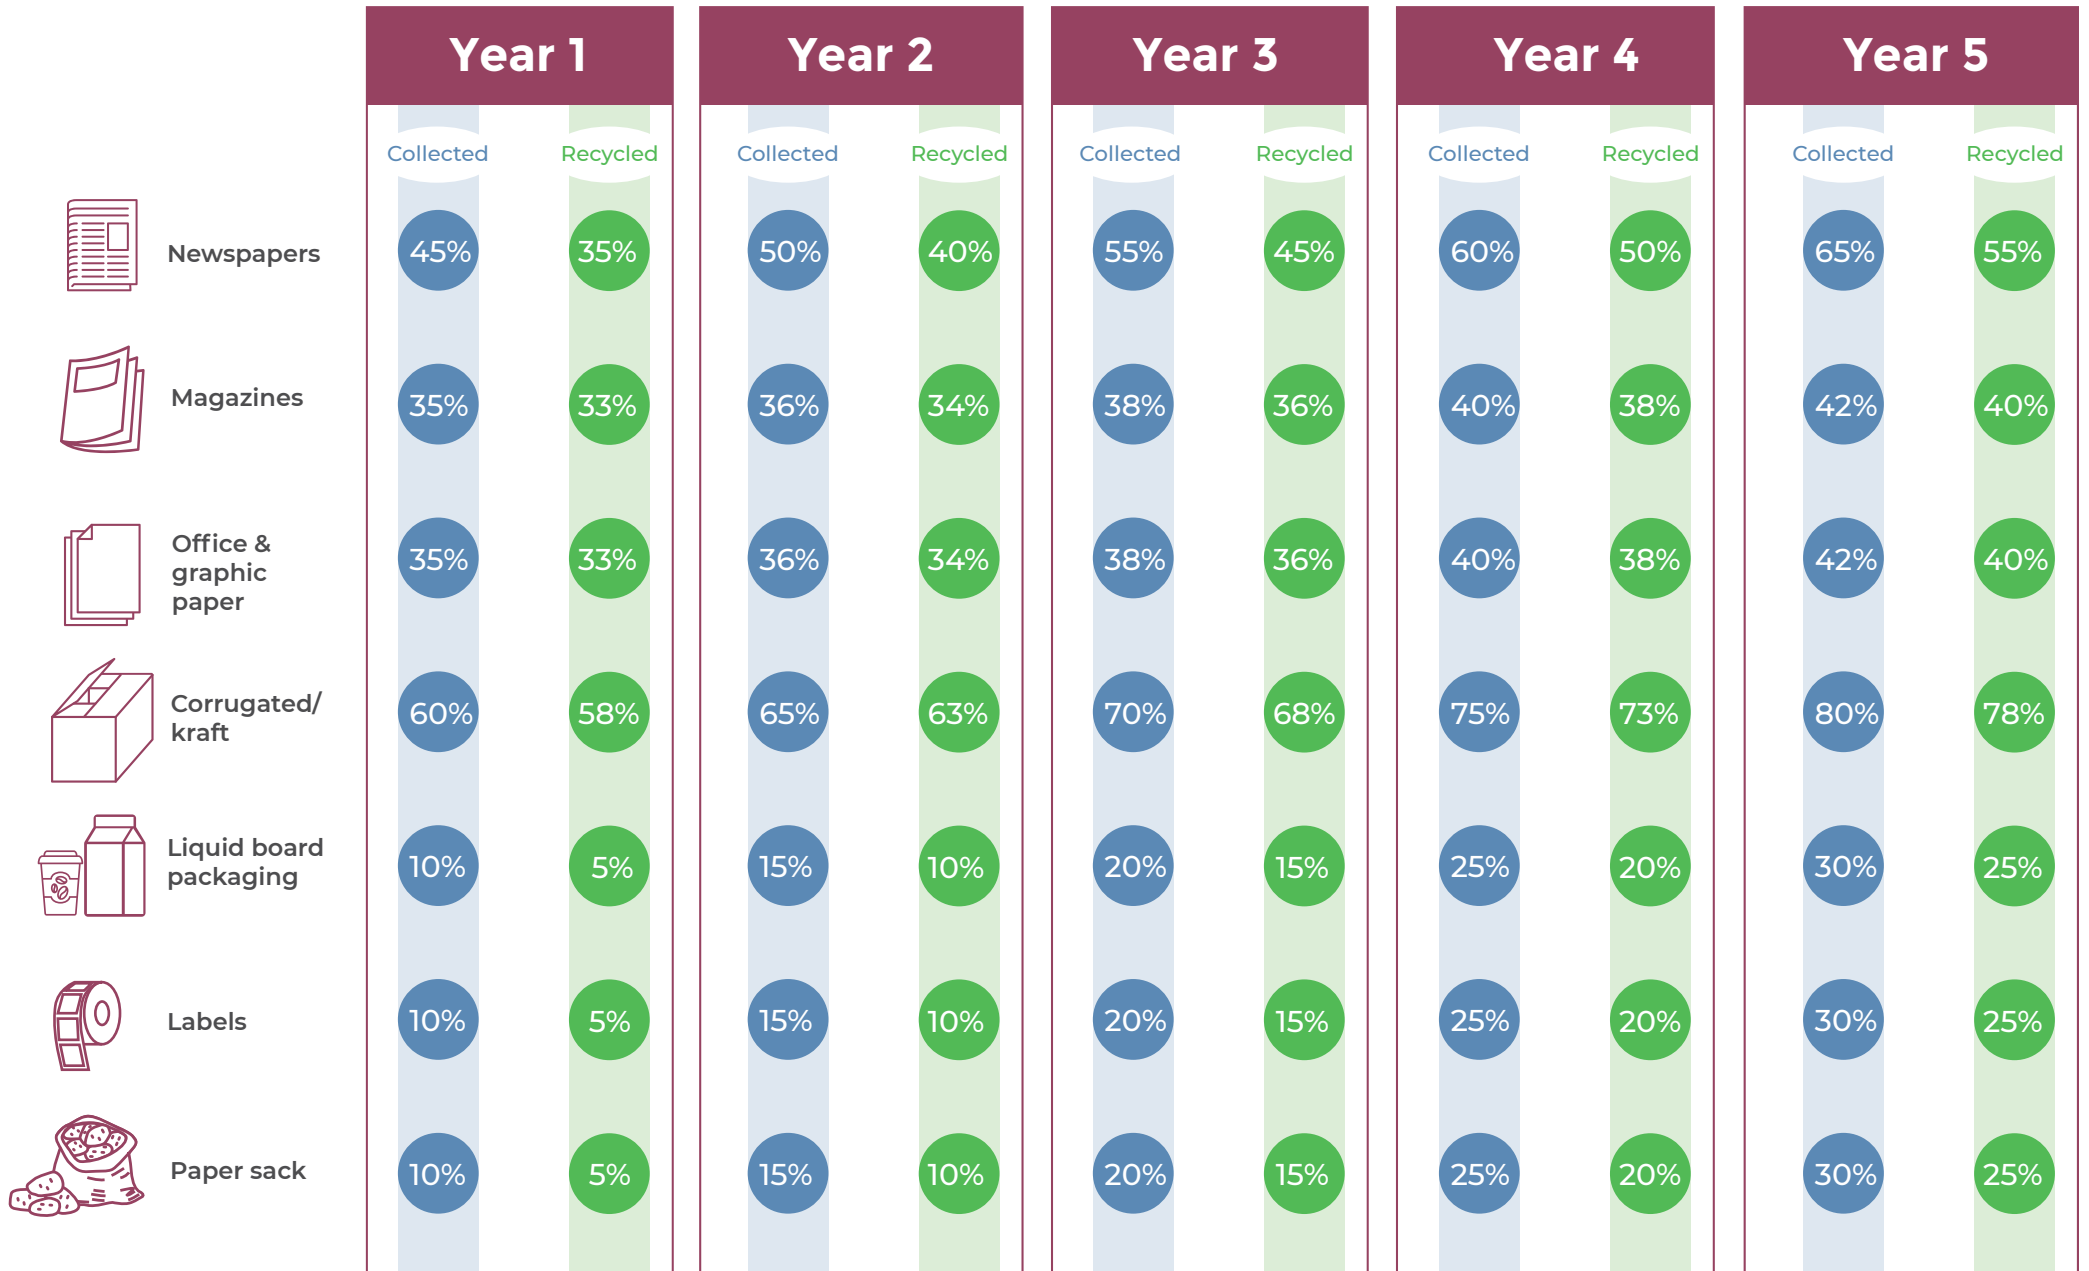 Year 1 Year 2 Year 3 Year 4 Year 5
Collected Recycled Collected Recycled Collected Recycled Collected Recycled Collected Recycled
Newspapers 45% 35% 50% 40% 55% 45% 60% 50% 65% 55%
Magazines 35% 33% 36% 34% 38% 36% 40% 38% 42% 40%
Office &
graphic 35% 33% 36% 34% 38% 36% 40% 38% 42% 40%
paper
Corrugated/ 60% 58% 65% 63% 70% 68% 75% 73% 80% 78%
kraft
Liquid board
packaging 10% 5% 15% 10% 20% 15% 25% 20% 30% 25%
Labels 10% 5% 15% 10% 20% 15% 25% 20% 30% 25%
Paper sack 10% 5% 15% 10% 20% 15% 25% 20% 30% 25%